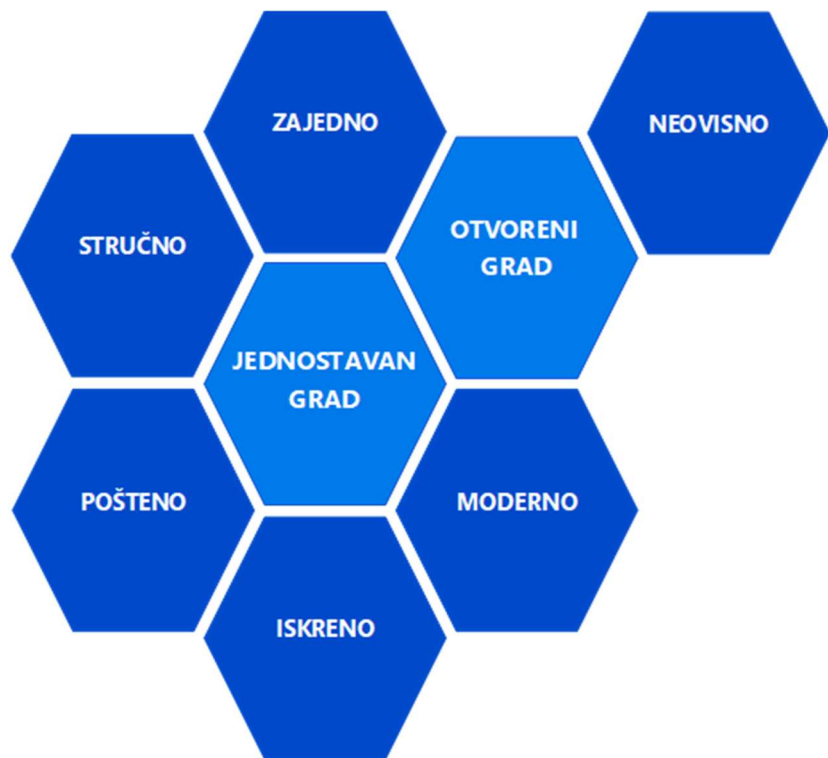 ZAJEDNO
NEOVISNO
STRUČNO
OTVORENI
GRAD
JEDNOSTAVAN
GRAD
POŠTENO
MODERNO
ISKRENO